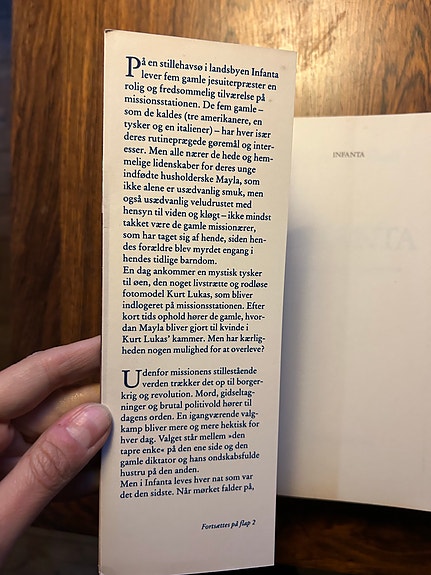 På en stillehavsø i landsbyen Infanta
lever fem gamle jesuiterpræster en
rolig og fredsommelig tilværelse på
missionsstationen. De fem gamle –
som de kaldes (tre amerikanere, en
tysker og en italiener) – har hver især
deres rutineprægede gøremål og inter-
esser. Men alle nærer de hede og hem-
melige lidenskaber for deres unge
indfødte husholderske Mayla, som
ikke alene er usædvanlig smuk, men
også usædvanlig veludrustet med
hensyn til viden og kløgt – ikke mindst
takket være de gamle missionærer,
som har taget sig af hende, siden hen-
des forældre blev myrdet engang i
hendes tidlige barndom.
En dag ankommer en mystisk tysker
til øen, den noget livstrætte og rodløse
fotomodel Kurt Lukas, som bliver
indlogeret på missionsstationen. Efter
kort tids ophold hører de gamle, hvor-
dan Mayla bliver gjort til kvinde i
Kurt Lukas' kammer. Men har kærlig-
heden nogen mulighed for at overleve?
Udenfor missionens stillestående
verden trækker det op til borger-
krig og revolution. Mord, gidseltag-
ninger og brutal politivold hører til
dagens orden. En igangværende valg-
kamp bliver mere og mere hektisk for
hver dag. Valget står mellem »den
tapre enke« på den ene side og den
gamle diktator og hans ondskabsfulde
hustru på den anden.
Men i Infanta leves hver nat som var
det den sidste. Når mørket falder på,
Fortsættes på flap 2
INFANTA